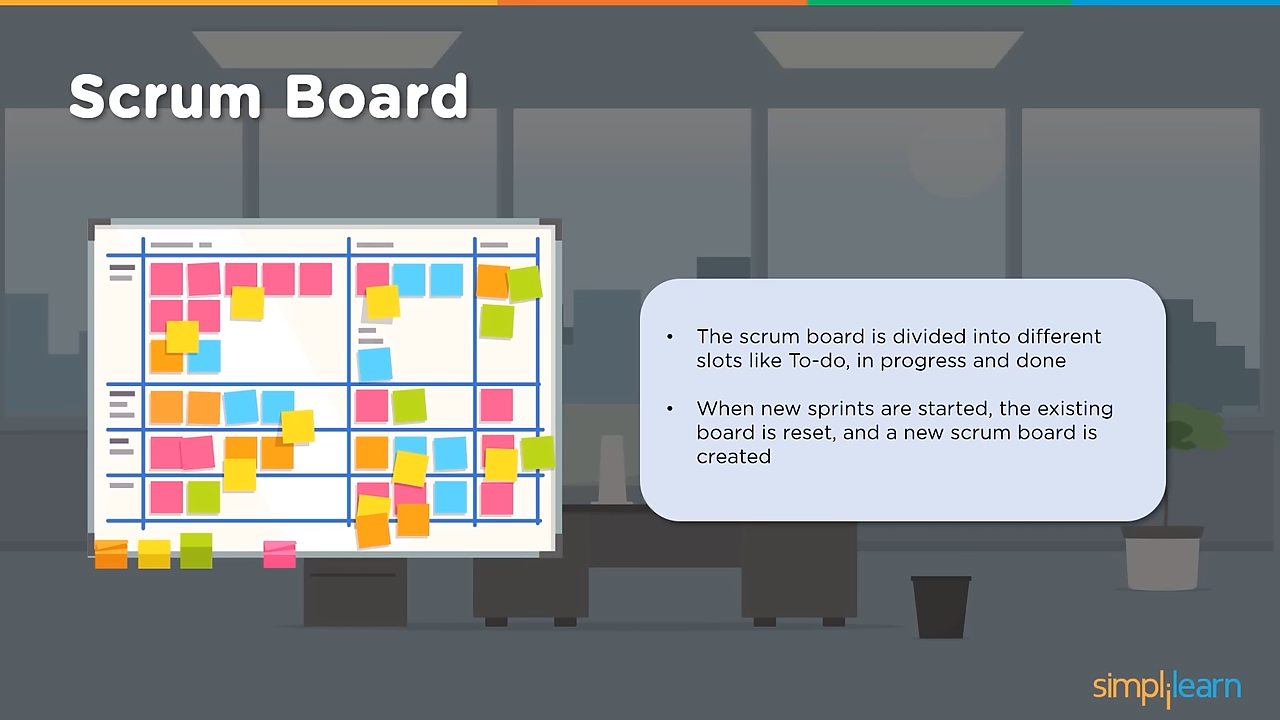 Scrum Board
• The scrum board is divided into different
slots like To-do, in progress and done
• When new sprints are started, the existing
board is reset, and a new scrum board is
created
simplilearn